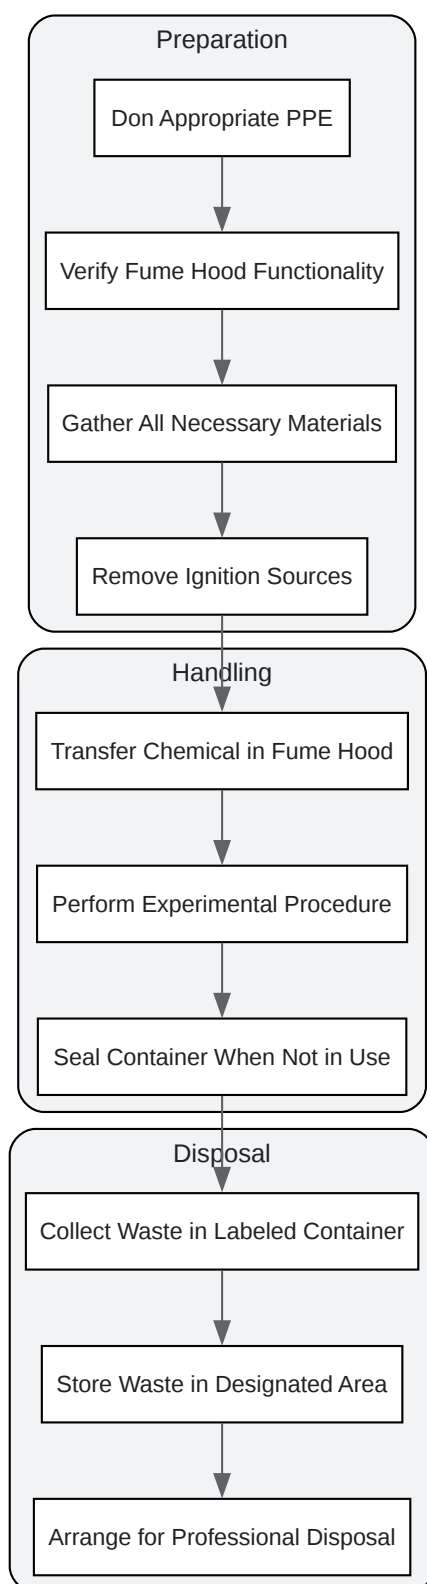 Preparation
Don Appropriate PPE
Verify Fume Hood Functionality
Gather All Necessary Materials
Remove Ignition Sources
Handling
Transfer Chemical in Fume Hood
Perform Experimental Procedure
Seal Container When Not in Use
Disposal
Collect Waste in Labeled Container
Store Waste in Designated Area
Arrange for Professional Disposal